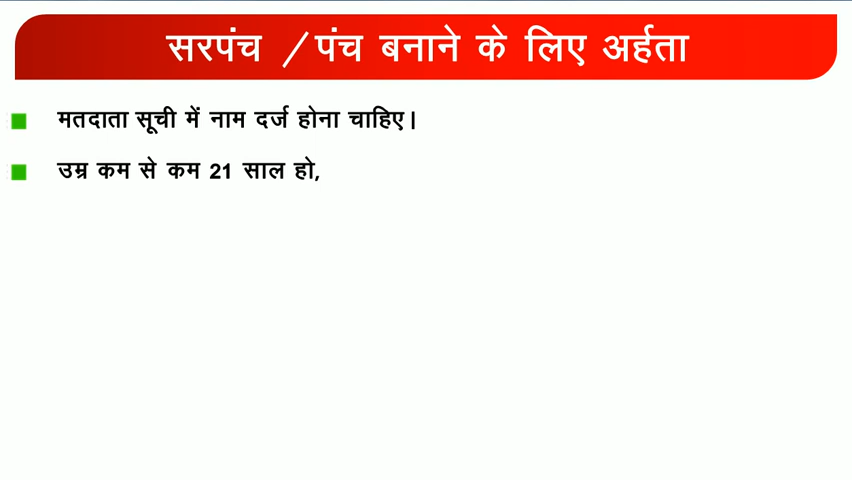 सरपंच /पंच बनाने के लिए अर्हता
मतदाता सूची में नाम दर्ज होना चाहिए।
उम्र कम से कम 21 साल हो,